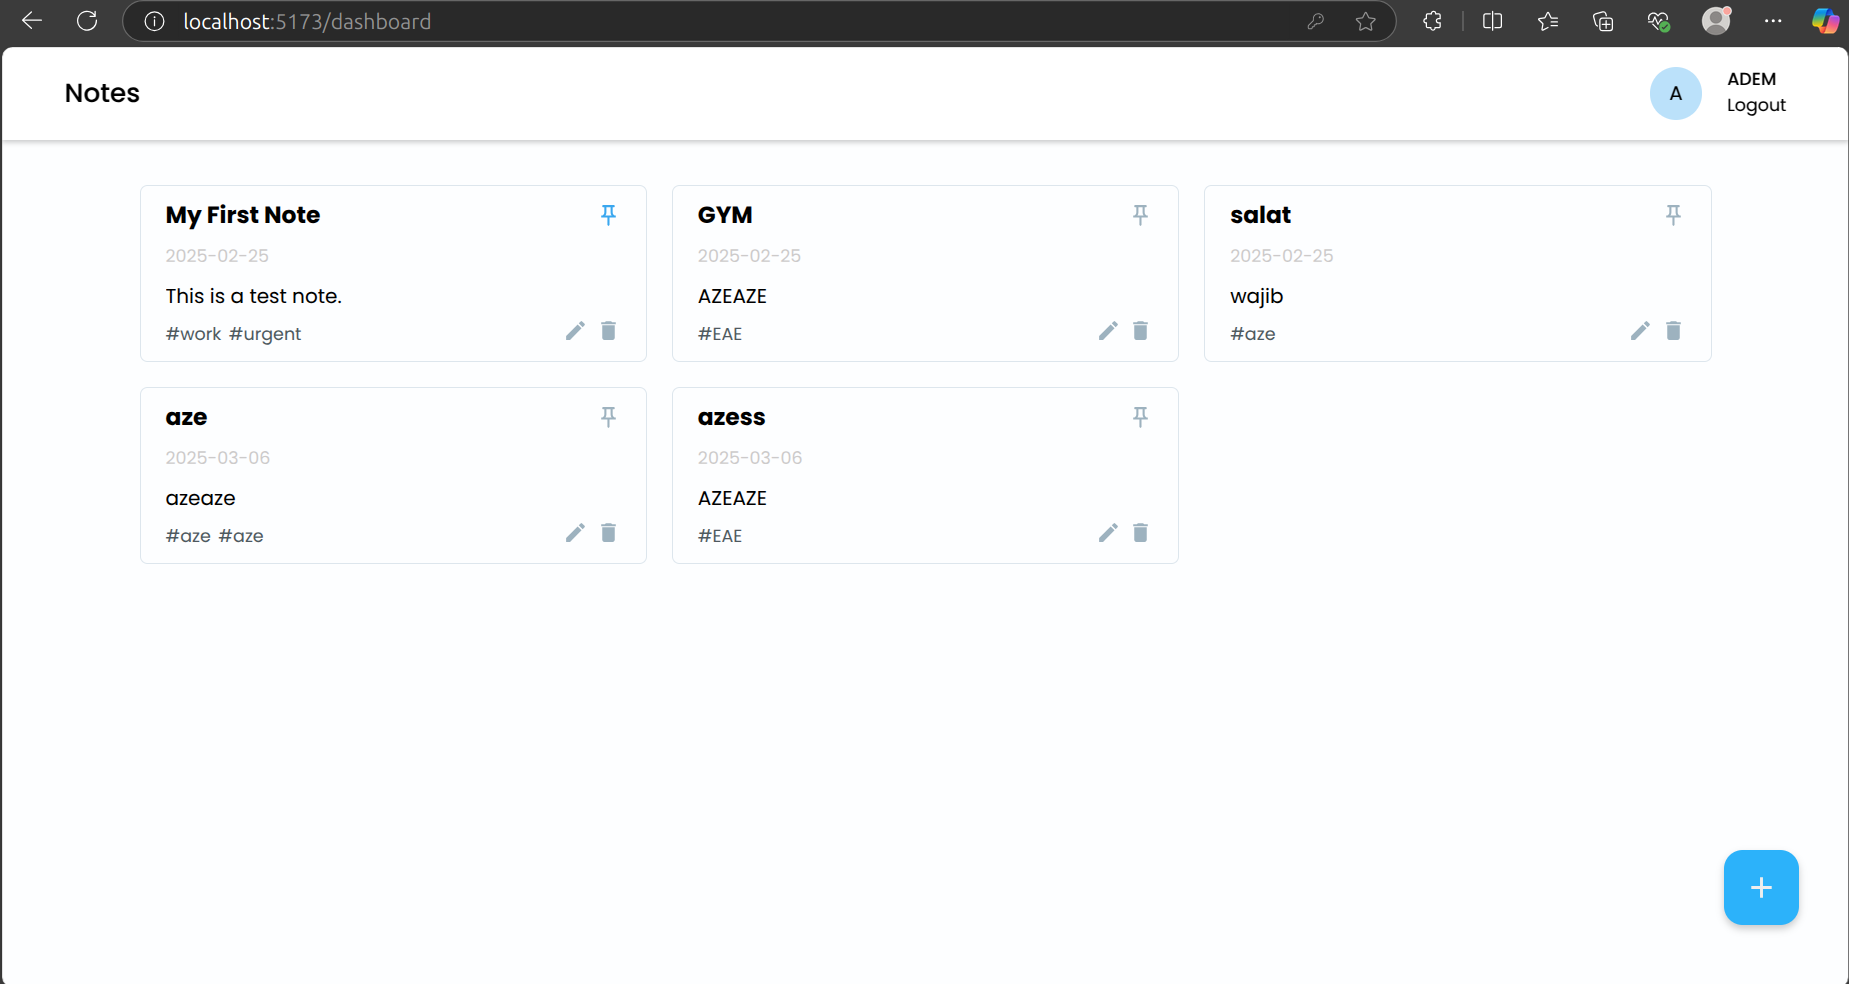 localhost:5173/dashboard
Notes
A
ADEM
Logout
My First Note
2025-02-25
This is a test note.
#work #urgent
GYM
2025-02-25
AZEAZE
#EAE
salat
2025-02-25
wajib
#aze
aze
2025-03-06
azeaze
#aze #aze
azess
2025-03-06
AZEAZE
#EAE
+